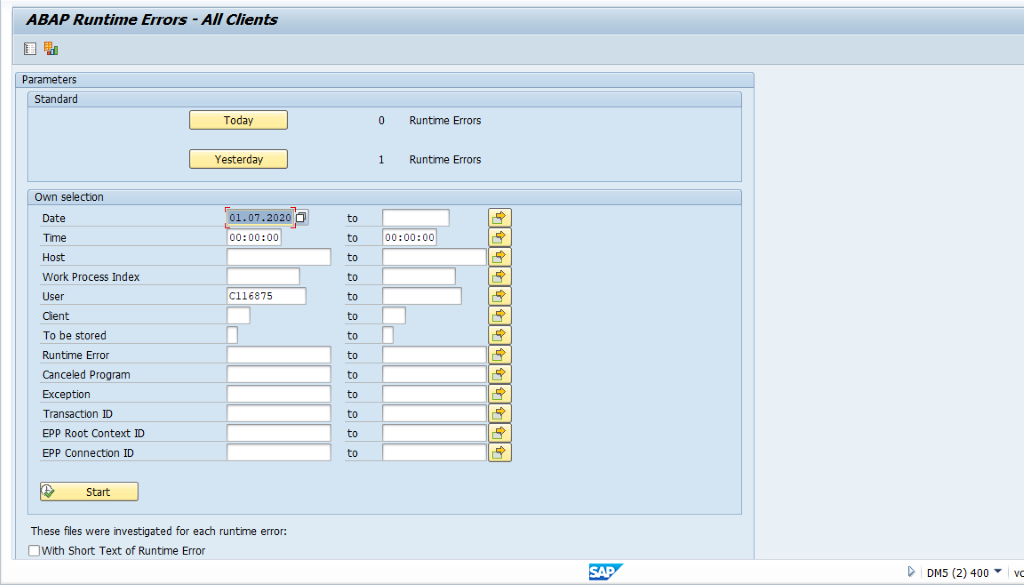 ABAP Runtime Errors - All Clients
Parameters
Standard
Today 0 Runtime Errors
Yesterday 1 Runtime Errors
Own selection
Date 01.07.2020 to
Time 00:00:00 to 00:00:00
Host to
Work Process Index to
User C116875 to
Client to
To be stored to
Runtime Error to
Canceled Program to
Exception to
Transaction ID to
EPP Root Context ID to
EPP Connection ID to
Start
These files were investigated for each runtime error:
With Short Text of Runtime Error
SAP DM5 (2) 400